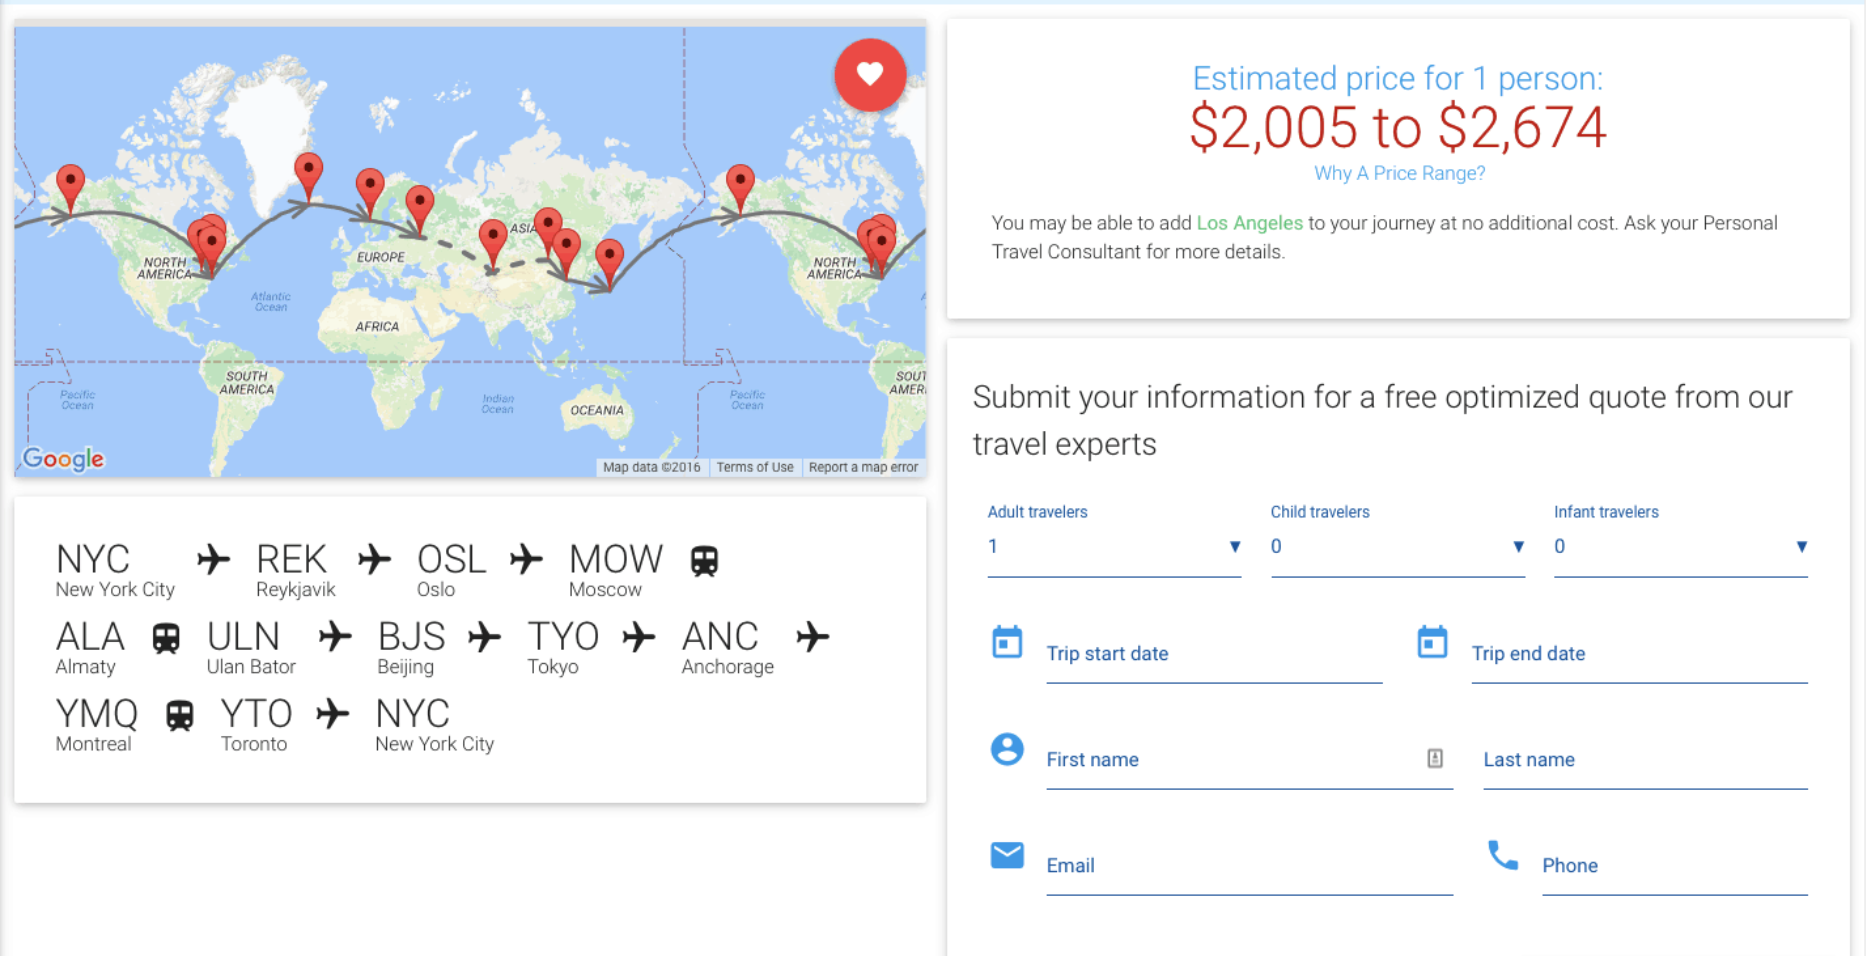 NORTH
AMERICA
Atlantic
Ocean
EUROPE
ASIA
AFRICA
SOUTH
AMERICA
Pacific
Ocean
Indian
Ocean
OCEANIA
Pacific
Ocean
NORTH
AMERICA
SOUT
AMER
Google
Map data ©2016 Terms of Use Report a map error
NYC REK OSL MOW
New York City Reykjavik Oslo Moscow
ALA ULN BJS TYO ANC
Almaty Ulan Bator Beijing Tokyo Anchorage
YMQ YTO NYC
Montreal Toronto New York City
Estimated price for 1 person:
$2,005 to $2,674
Why A Price Range?
You may be able to add Los Angeles to your journey at no additional cost. Ask your Personal
Travel Consultant for more details.
Submit your information for a free optimized quote from our
travel experts
Adult travelers Child travelers Infant travelers
1 0 0
Trip start date Trip end date
First name Last name
Email Phone